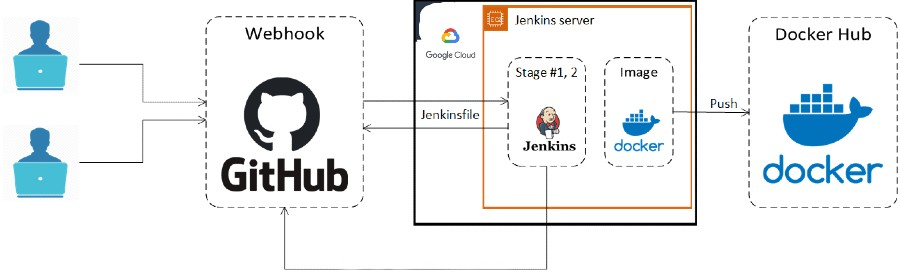 Webhook
GitHub
Jenkinsfile
Google Cloud
Jenkins server
Stage #1, 2
Jenkins
Image
docker
Push
Docker Hub
docker